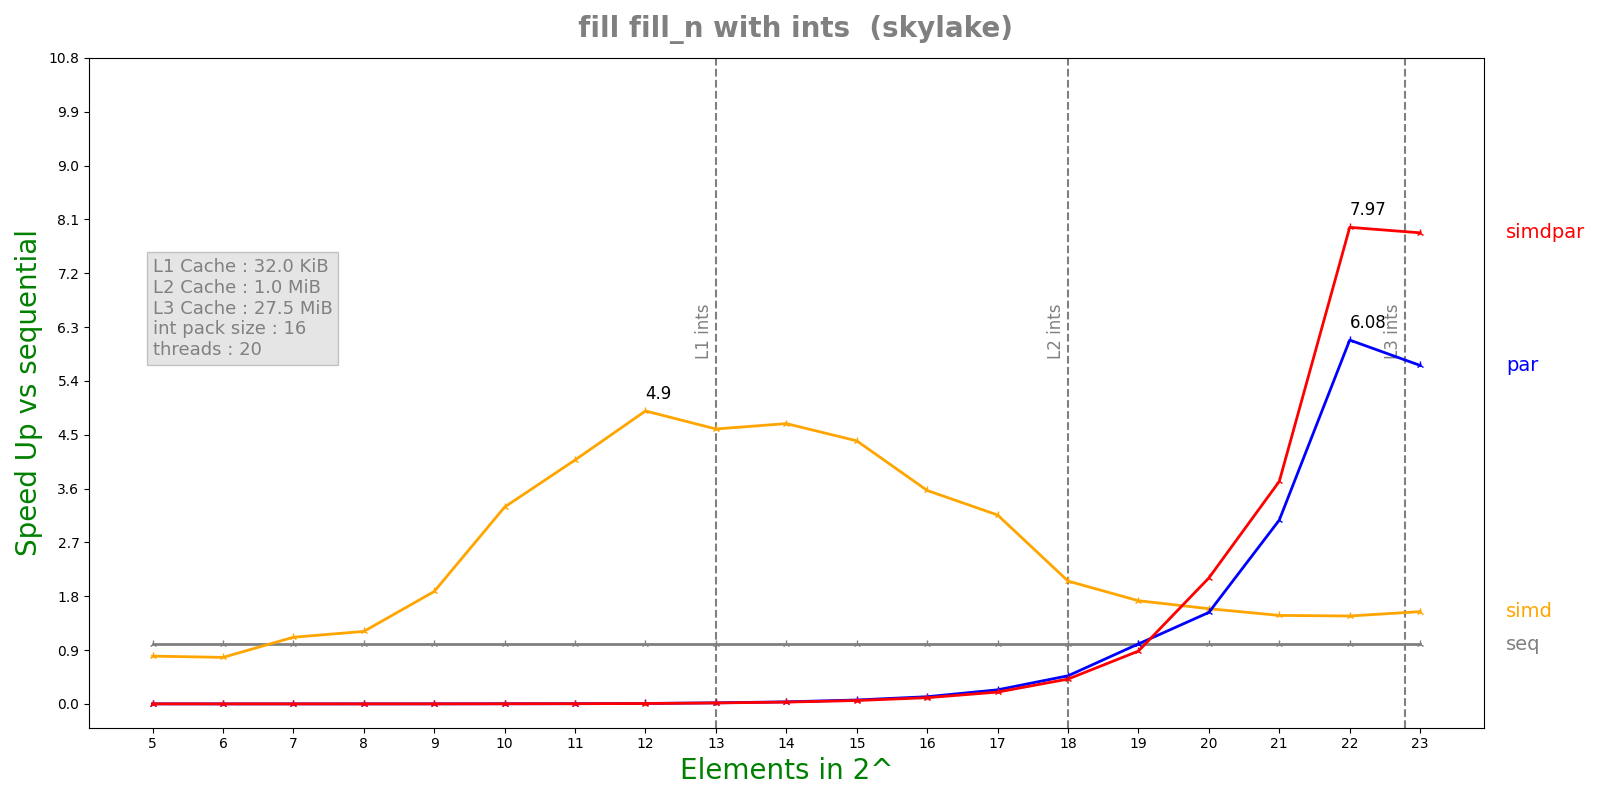 fill fill_n with ints  (skylake)
Speed Up vs sequential
10.8
9.9
9.0
8.1
7.2
6.3
5.4
4.5
3.6
2.7
1.8
0.9
0.0
L1 Cache : 32.0 KiB
L2 Cache : 1.0 MiB
L3 Cache : 27.5 MiB
int pack size : 16
threads : 20
4.9
L1 ints
L2 ints
L3 ints
7.97
6.08
simdpar
par
simd
seq
5 6 7 8 9 10 11 12 13 14 15 16 17 18 19 20 21 22 23
Elements in 2^